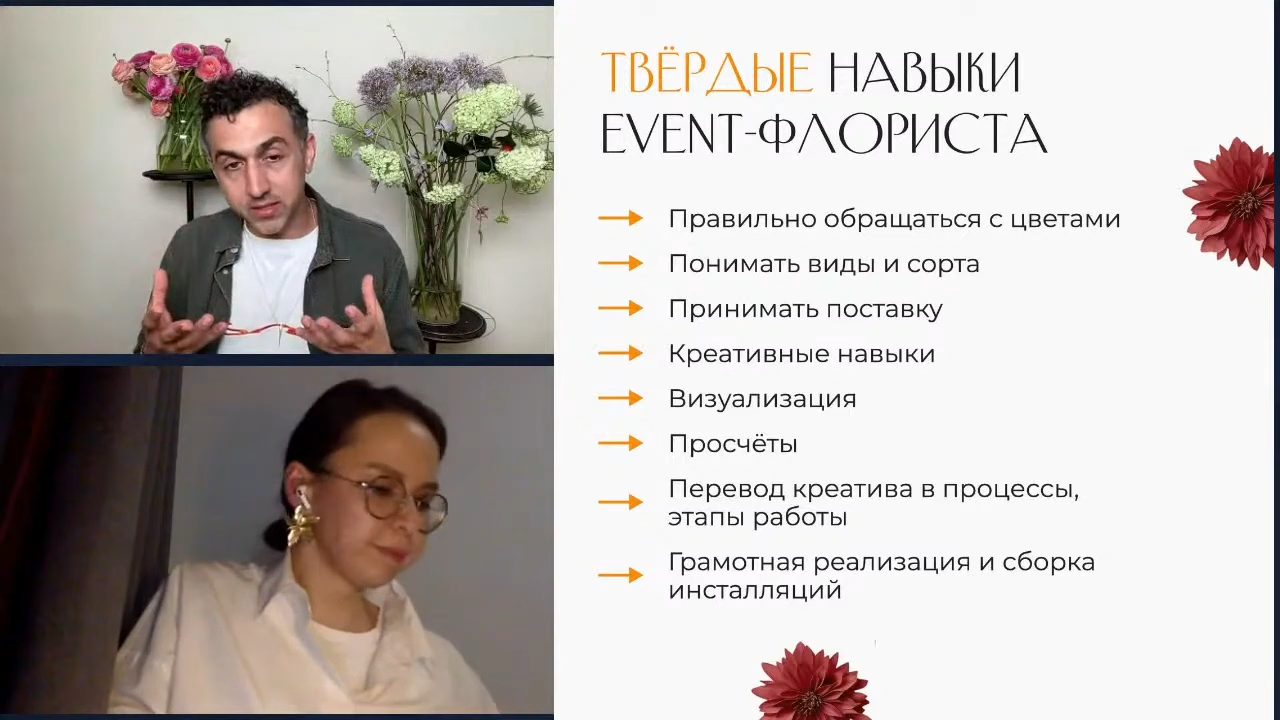 ТВЁРДЫЕ НАВЫКИ
EVENT-ФЛОРИСТА
Правильно обращаться с цветами
Понимать виды и сорта
Принимать поставку
Креативные навыки
Визуализация
Просчёты
Перевод креатива в процессы,
этапы работы
Грамотная реализация и сборка
инсталляций